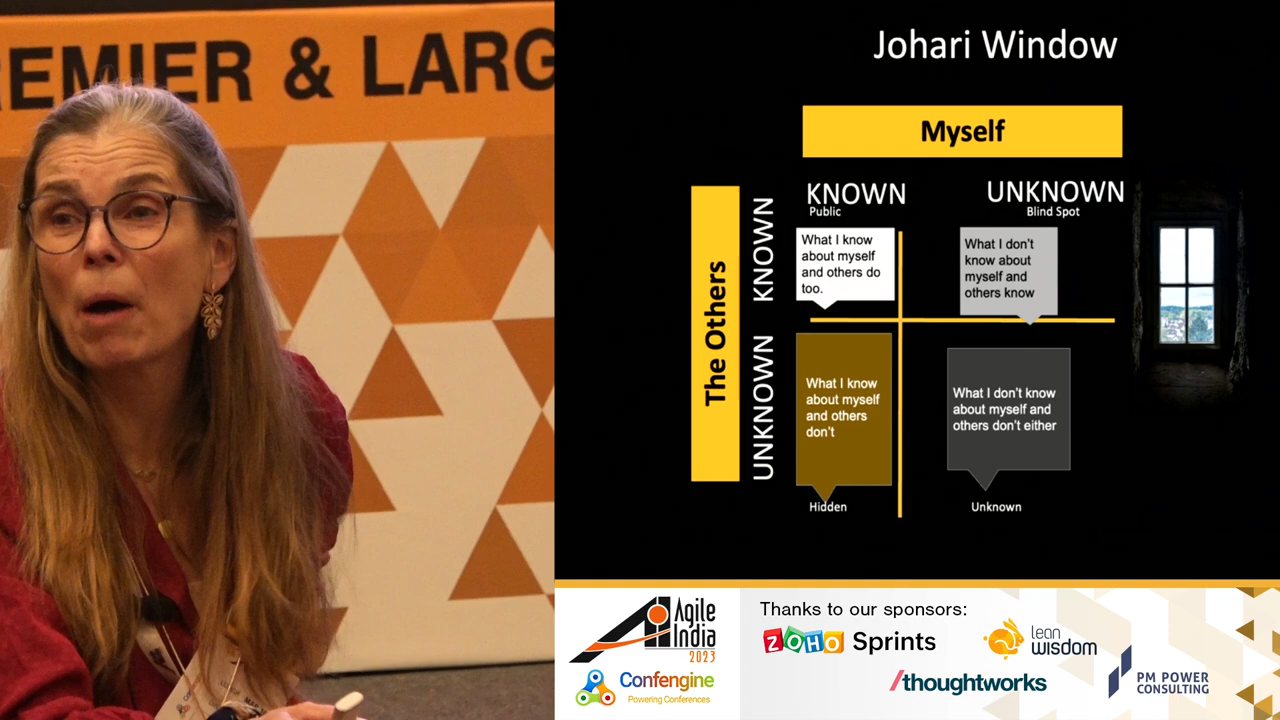 REMIER & LARG
Johari Window
Myself
The Others
KNOWN
UNKNOWN
KNOWN
Public
UNKNOWN
Blind Spot
What I know
about myself
and others do
too.
What I don't
know about
myself and
others know
What I know
about myself
and others
don't
What I don't know
about myself and
others don't either
Hidden
Unknown
Agile
India
2023
Confengine
Powering Conferences
Thanks to our sponsors:
ZOHO Sprints
lean
wisdom
/thoughtworks
PM POWER
CONSULTING